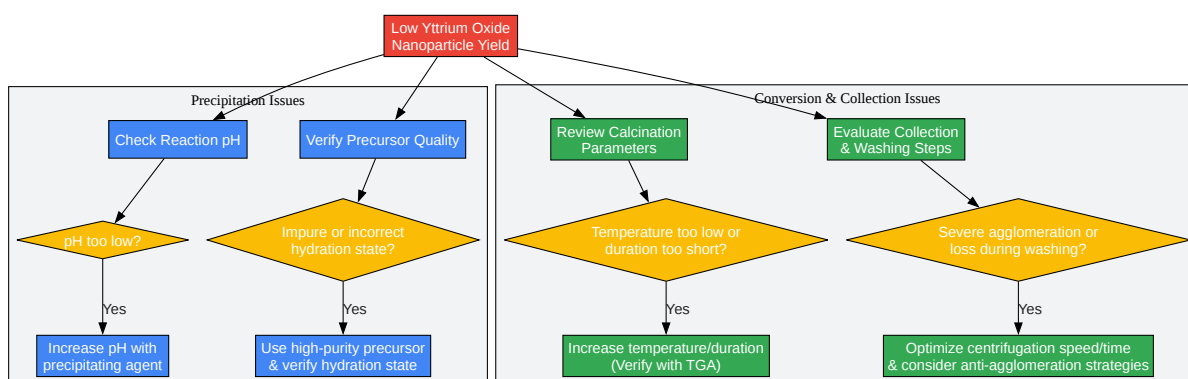 Low Yttrium Oxide
Nanoparticle Yield
Precipitation Issues
Conversion & Collection Issues
Check Reaction pH
Verify Precursor Quality
Review Calcination
Parameters
Evaluate Collection
& Washing Steps
pH too low?
Impure or incorrect
hydration state?
Temperature too low or
duration too short?
Severe agglomeration or
loss during washing?
Yes
Yes
Yes
Yes
Increase pH with
precipitating agent
Use high-purity precursor
& verify hydration state
Increase temperature/duration
(Verify with TGA)
Optimize centrifugation speed/time
& consider anti-agglomeration strategies